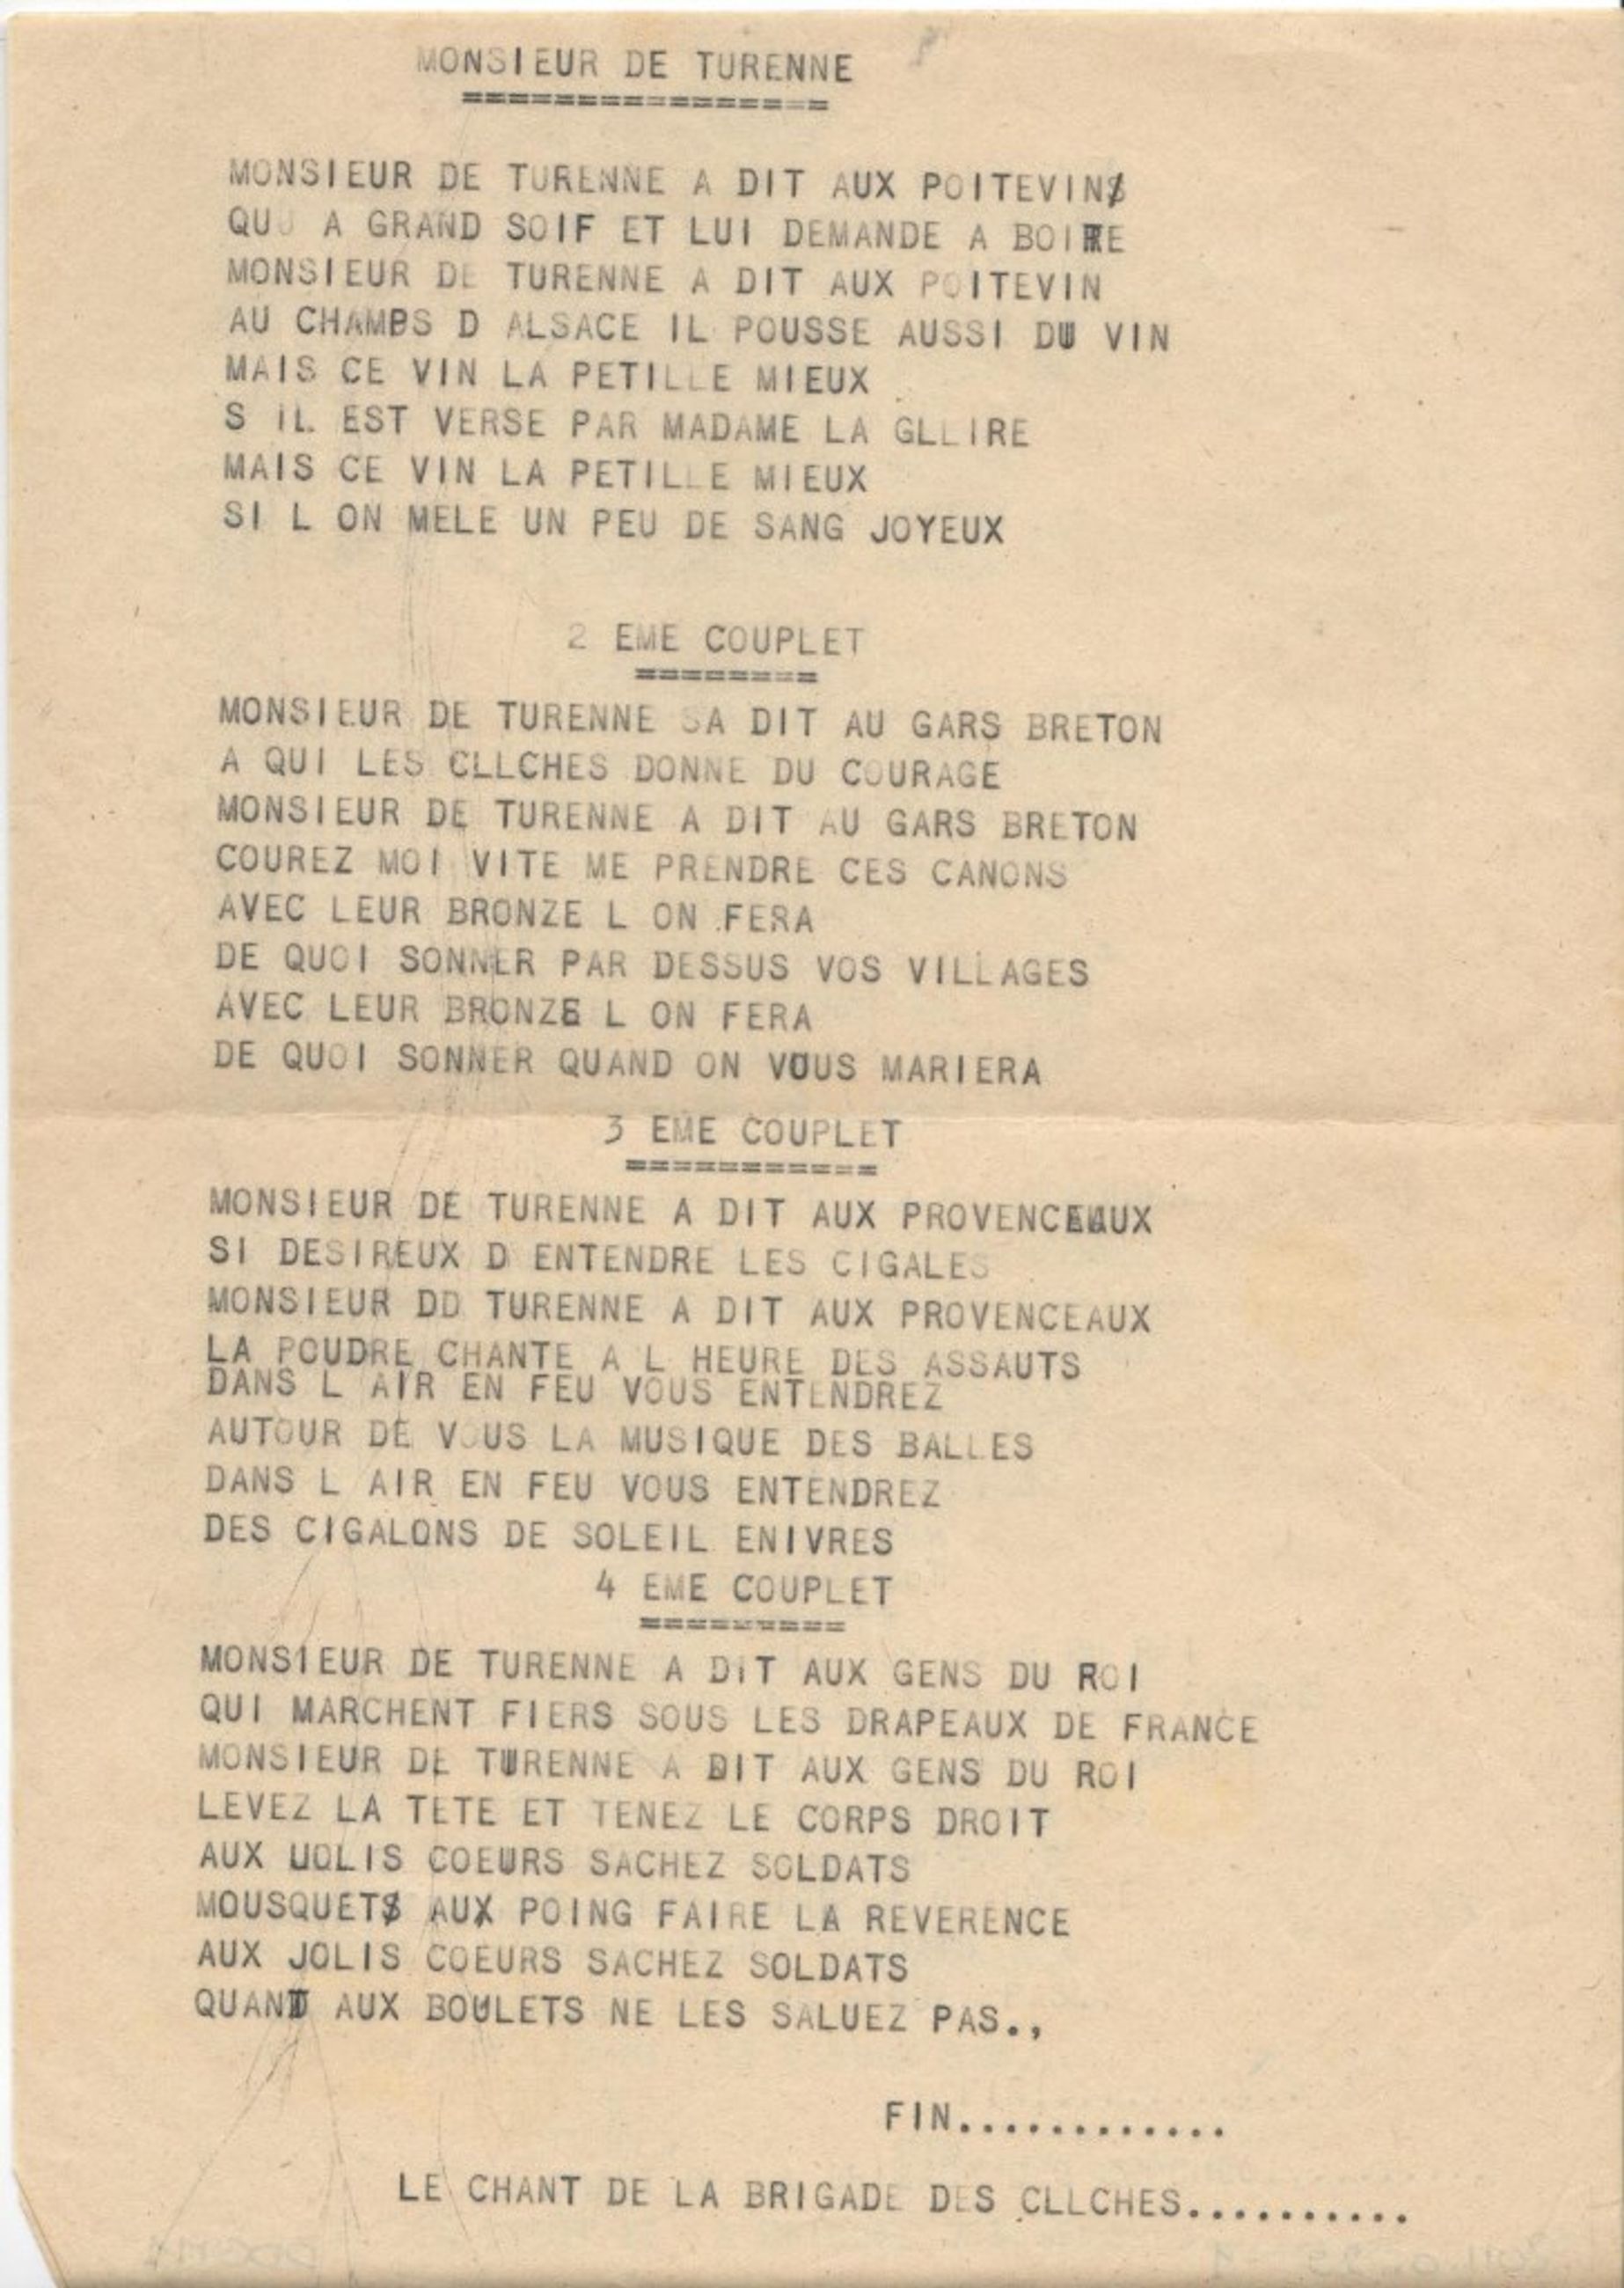 MONSIEUR DE TURENNE
================
MONSIEUR DE TURENNE A DIT AUX POITEVINS
QUO A GRAND SOIF ET LUI DEMANDE A BOIRE
MONSIEUR DE TURENNE A DIT AUX POITEVIN
AU CHAMPS D ALSACE IL POUSSE AUSSI DU VIN
MAIS CE VIN LA PETILLE MIEUX
S IL EST VERSE PAR MADAME LA GLLIRE
MAIS CE VIN LA PETILLE MIEUX
SI L ON MELE UN PEU DE SANG JOYEUX
2 EME COUPLET
========
MONSIEUR DE TURENNE SA DIT AU GARS BRETON
A QUI LES CLLCHES DONNE DU COURAGE
MONSIEUR DE TURENNE A DIT AU GARS BRETON
COUREZ MOI VITE ME PRENDRE CES CANONS
AVEC LEUR BRONZE L ON .FERA
DE QUOI SONNER PAR DESSUS VOS VILLAGES
AVEC LEUR BRONZE L ON FERA
DE QUOI SONNER QUAND ON VOUS MARIERA
3 EME COUPLET
===========
MONSIEUR DE TURENNE A DIT AUX PROVENCEAUX
SI DESIREUX D ENTENDRE LES CIGALES
MONSIEUR DD TURENNE A DIT AUX PROVENCEAUX
LA POUDRE CHANTE A L HEURE DES ASSAUTS
DANS L AIR EN FEU VOUS ENTENDREZ
AUTOUR DE VOUS LA MUSIQUE DES BALLES
DANS L AIR EN FEU VOUS ENTENDREZ
DES CIGALONS DE SOLEIL ENIVRES
4 EME COUPLET
=========
MONSIEUR DE TURENNE A DIT AUX GENS DU ROI
QUI MARCHENT FIERS SOUS LES DRAPEAUX DE FRANCE
MONSIEUR DE TURENNE A DIT AUX GENS DU ROI
LEVEZ LA TETE ET TENEZ LE CORPS DROIT
AUX JOLIS COEURS SACHEZ SOLDATS
MOUSQUETS AUX POING FAIRE LA REVERENCE
AUX JOLIS COEURS SACHEZ SOLDATS
QUAND AUX BOULETS NE LES SALUEZ PAS.,
FIN............
LE CHANT DE LA BRIGADE DES CLLCHES..........